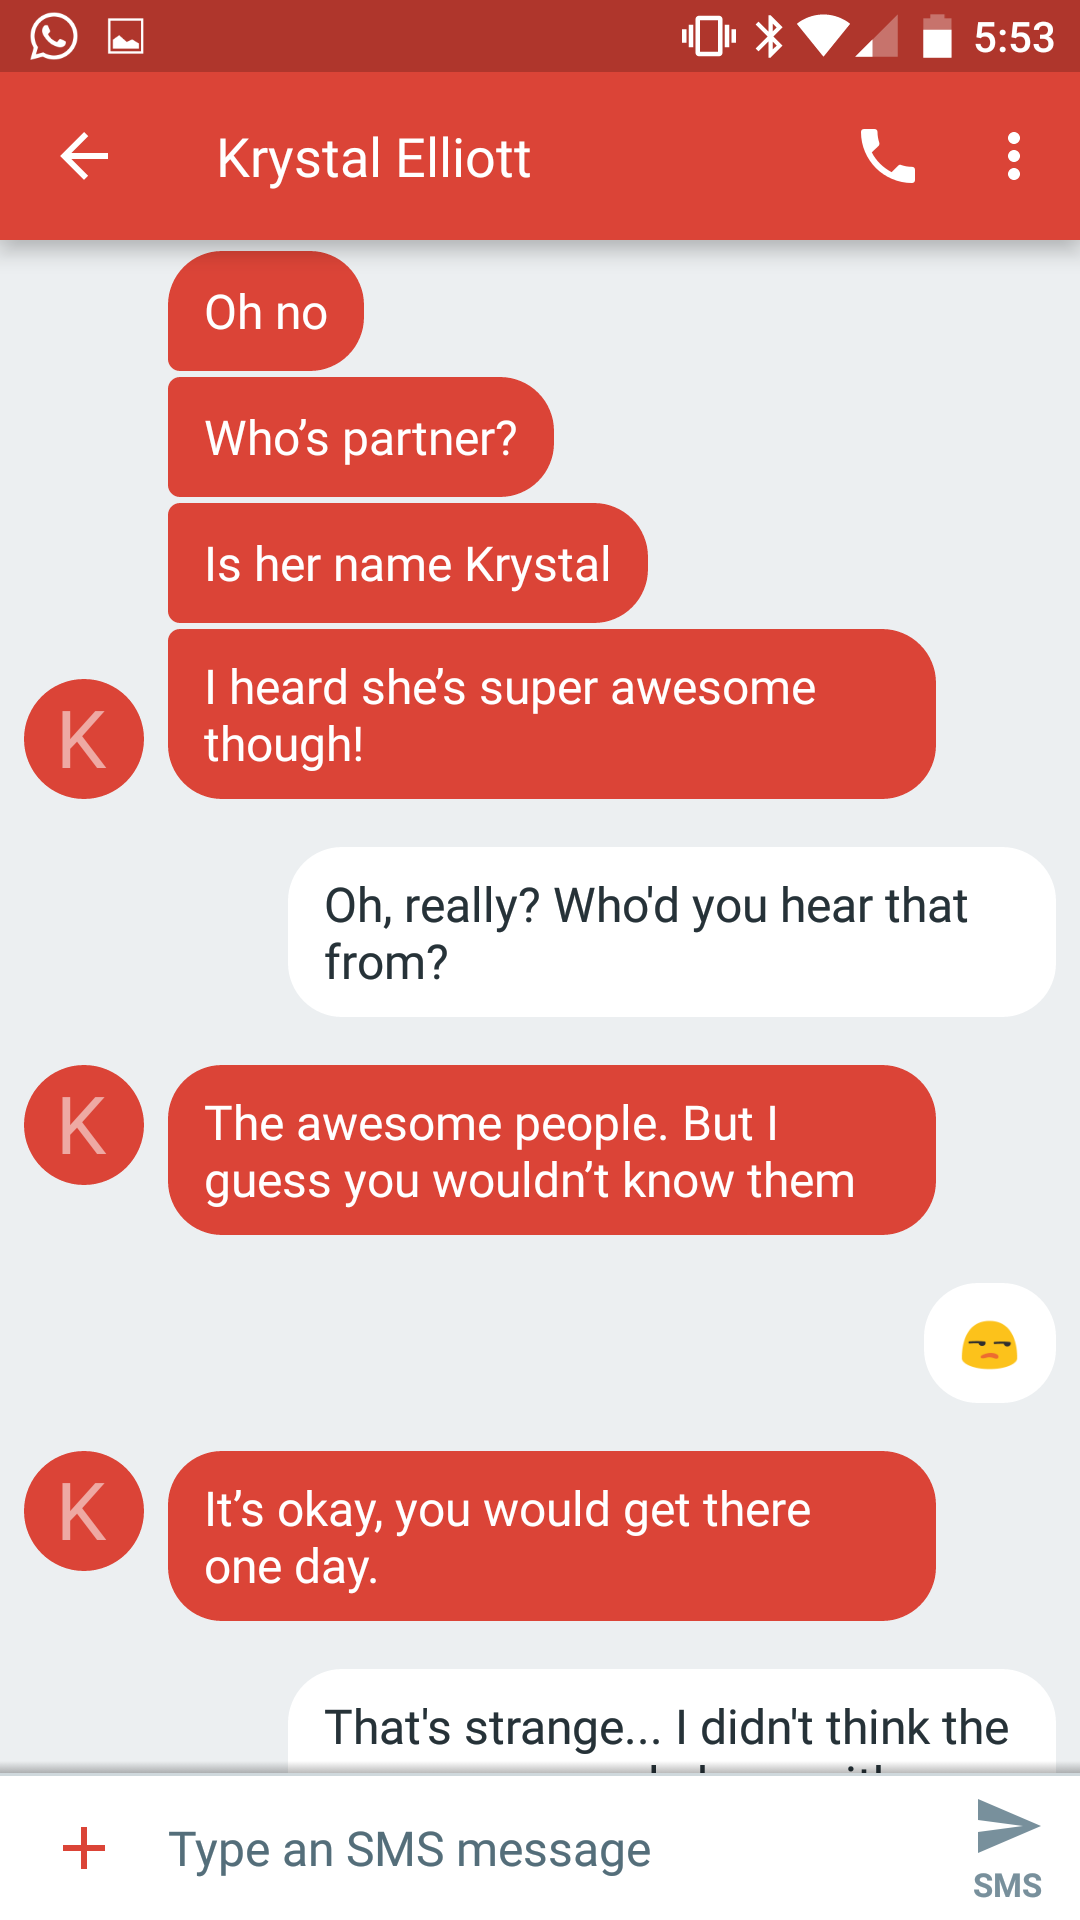 5:53
Krystal Elliott
Oh no
Who’s partner?
Is her name Krystal
I heard she’s super awesome
though!
K
Oh, really? Who'd you hear that
from?
K
The awesome people. But I
guess you wouldn’t know them
K
It’s okay, you would get there
one day.
That's strange... I didn't think the
Type an SMS message
SMS